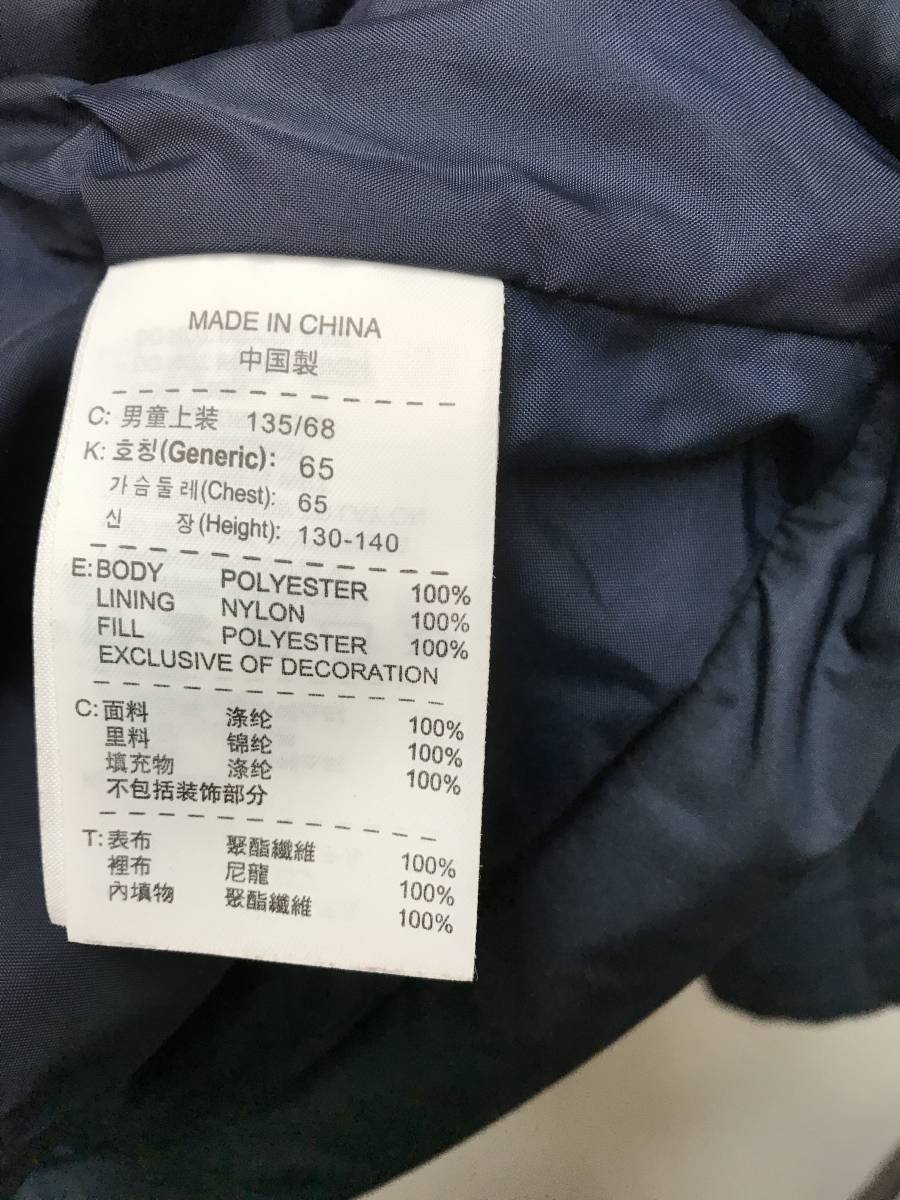 MADE IN CHINA
中国製
C: 男童上装 135/68
K: 호칭(Generic): 65
가슴둘레(Chest): 65
신 장(Height): 130-140
E: BODY POLYESTER 100%
LINING NYLON 100%
FILL POLYESTER 100%
EXCLUSIVE OF DECORATION
C: 面料 涤纶 100%
里料 锦纶 100%
填充物 涤纶 100%
不包括装饰部分
T: 表布 聚酯纖維 100%
裡布 尼龍 100%
內填物 聚酯纖維 100%